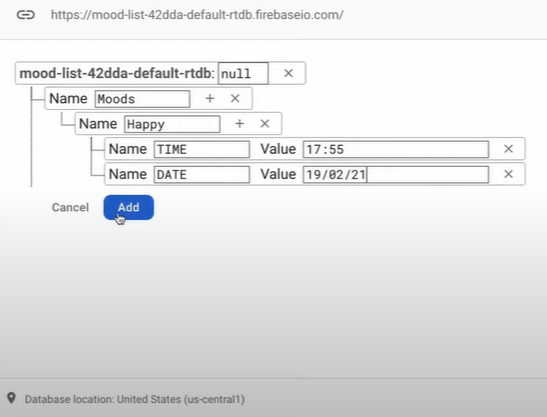 https://mood-list-42dda-default-rtdb.firebaseio.com/
mood-list-42dda-default-rtdb: null ×
Name Moods + ×
Name Happy + ×
Name TIME Value 17:55 ×
Name DATE Value 19/02/21 ×
Cancel Add
Database location: United States (us-central1)